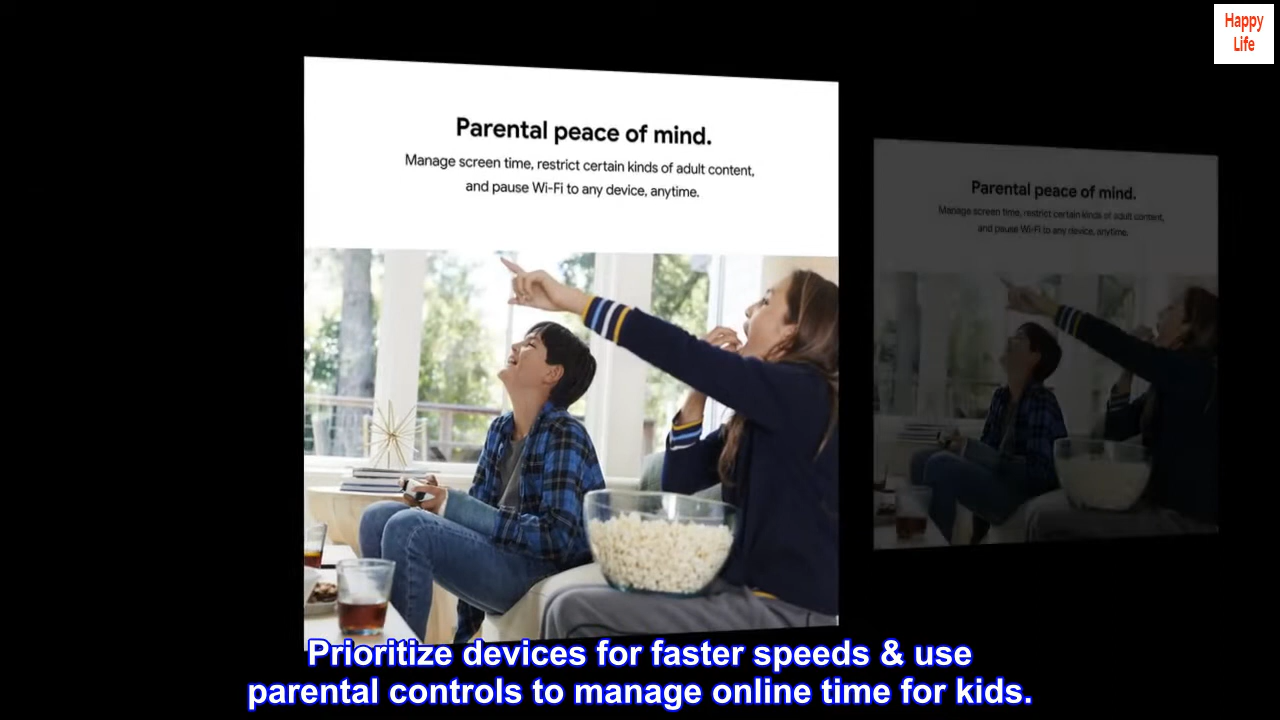 Happy
Life
Parental peace of mind.
Manage screen time, restrict certain kinds of adult content,
and pause Wi-Fi to any device, anytime.
Parental peace of mind.
Manage screen time, restrict certain kinds of adult content,
and pause Wi-Fi to any device, anytime.
Prioritize devices for faster speeds & use
parental controls to manage online time for kids.